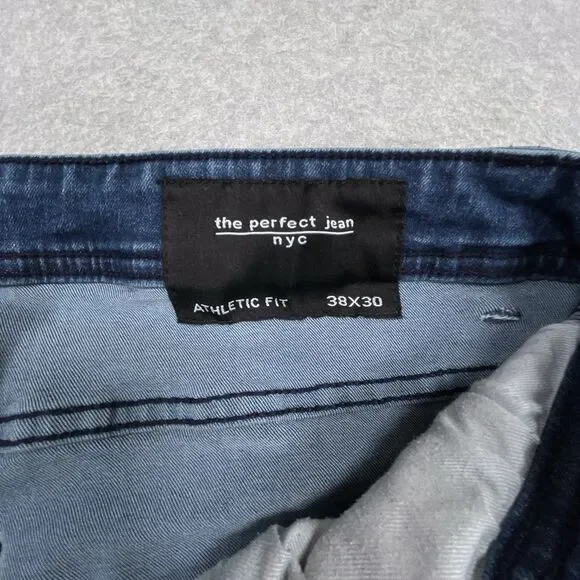 the perfect jean
nyc
ATHLETIC FIT 38X30